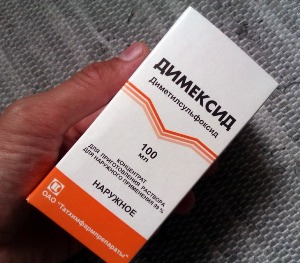 ДИМЕКСИД
Диметилсульфоксид
100
мл
КОНЦЕНТРАТ
ДЛЯ ПРИГОТОВЛЕНИЯ РАСТВОРА
ДЛЯ НАРУЖНОГО ПРИМЕНЕНИЯ 99 %
НАРУЖНОЕ
ОАО "Татхимфармпрепараты"